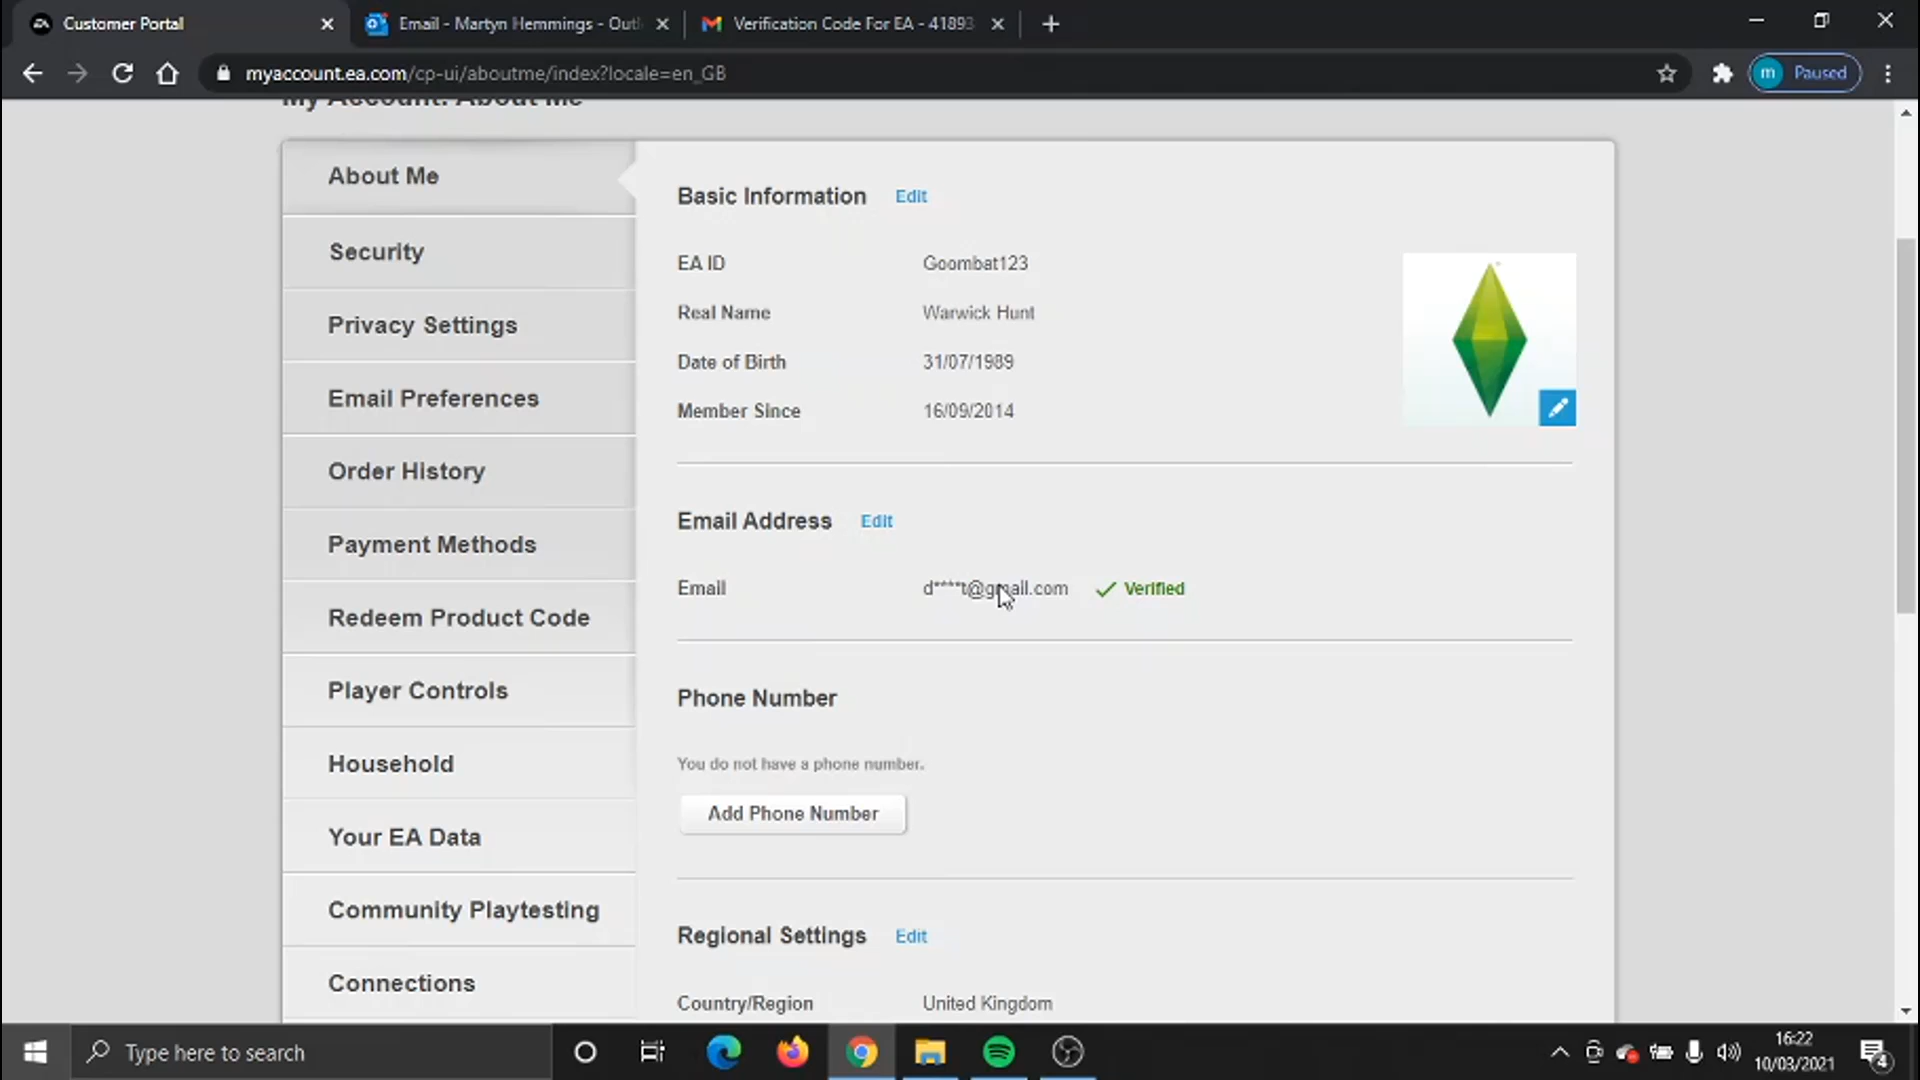 Customer Portal
Email - Martyn Hemmings - Outl
Verification Code For EA - 41893
myaccount.ea.com/cp-ui/aboutme/index?locale=en_GB
m Paused
My Account: About Me
About Me
Security
Privacy Settings
Email Preferences
Order History
Payment Methods
Redeem Product Code
Player Controls
Household
Your EA Data
Community Playtesting
Connections
Basic Information Edit
EA ID Goombat123
Real Name Warwick Hunt
Date of Birth 31/07/1989
Member Since 16/09/2014
Email Address Edit
Email d****t@gmail.com Verified
Phone Number
You do not have a phone number.
Add Phone Number
Regional Settings Edit
Country/Region United Kingdom
Type here to search
16:22
10/03/2021
4